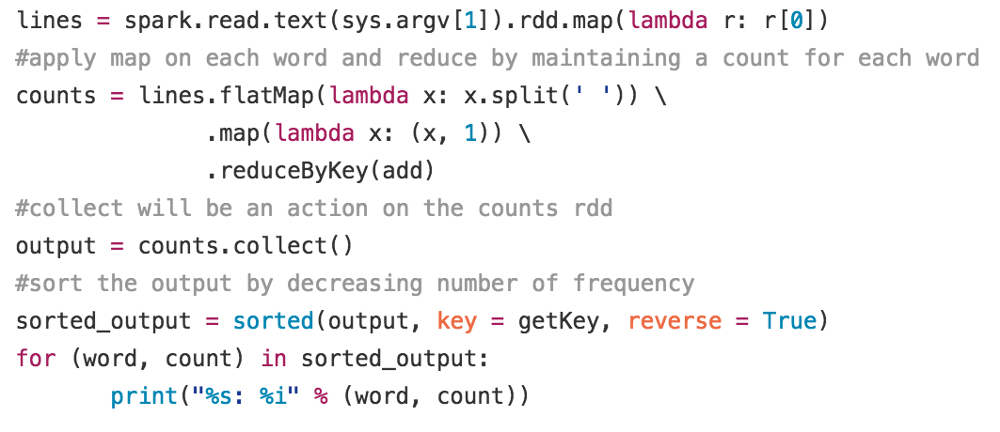 lines = spark.read.text(sys.argv[1]).rdd.map(lambda r: r[0])
#apply map on each word and reduce by maintaining a count for each word
counts = lines.flatMap(lambda x: x.split(' ')) \
              .map(lambda x: (x, 1)) \
              .reduceByKey(add)
#collect will be an action on the counts rdd
output = counts.collect()
#sort the output by decreasing number of frequency
sorted_output = sorted(output, key = getKey, reverse = True)
for (word, count) in sorted_output:
       print("%s: %i" % (word, count))